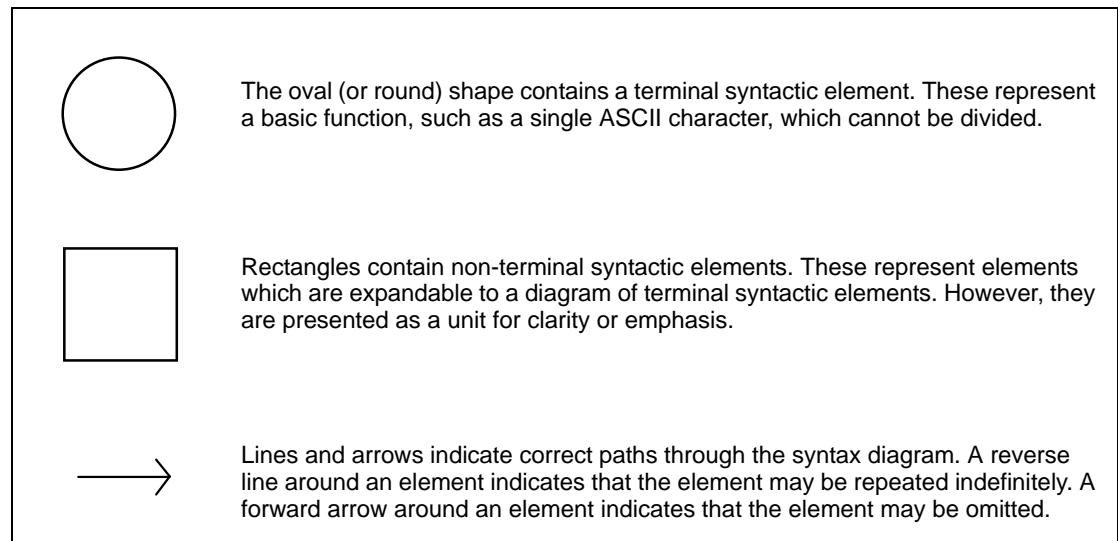 The oval (or round) shape contains a terminal syntactic element. These represent
a basic function, such as a single ASCII character, which cannot be divided.
Rectangles contain non-terminal syntactic elements. These represent elements
which are expandable to a diagram of terminal syntactic elements. However, they
are presented as a unit for clarity or emphasis.
Lines and arrows indicate correct paths through the syntax diagram. A reverse
line around an element indicates that the element may be repeated indefinitely. A
forward arrow around an element indicates that the element may be omitted.